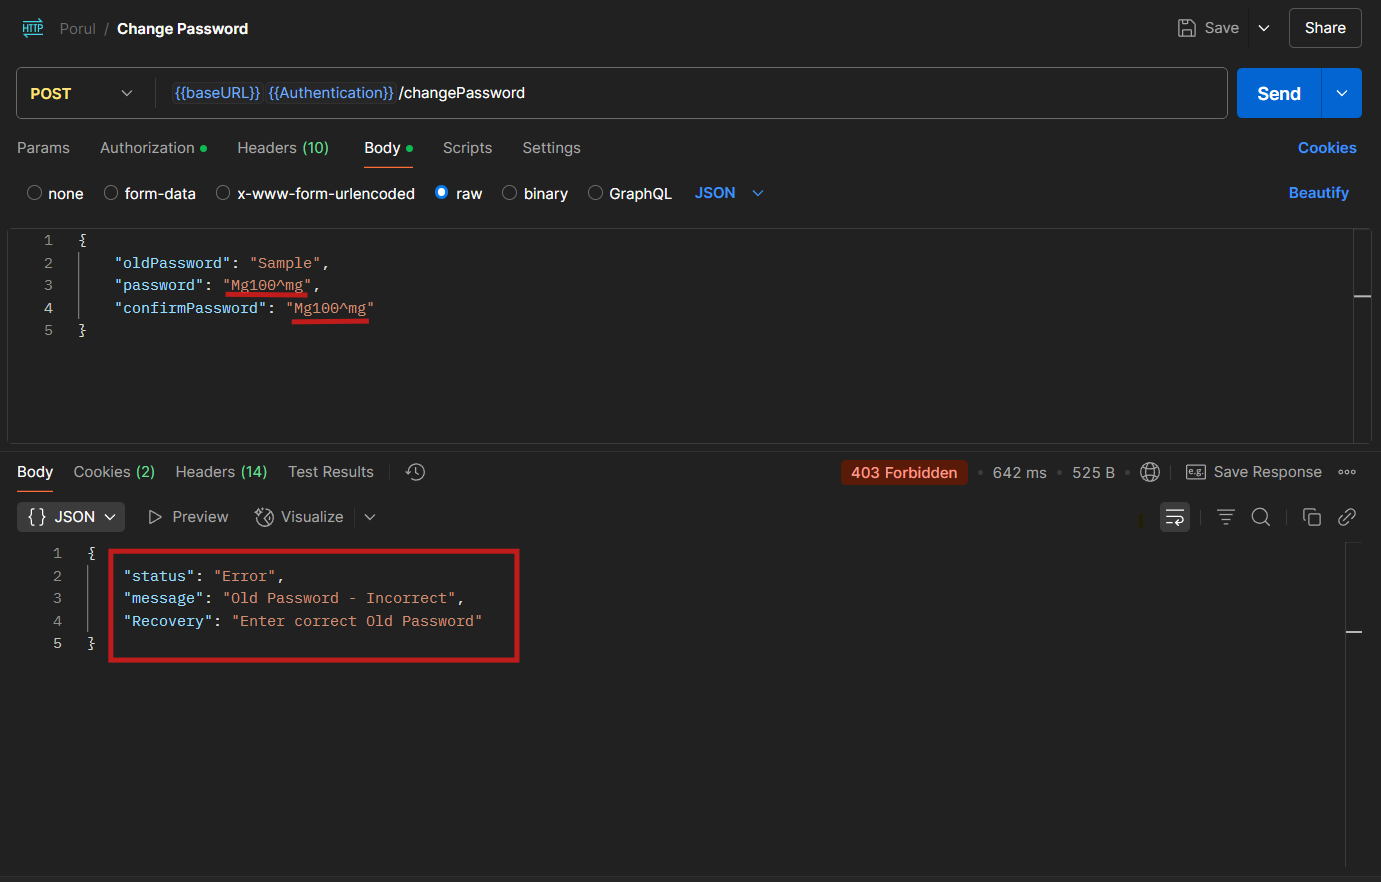 HTTP Porul / Change Password Save Share
POST {{baseURL}} {{Authentication}} /changePassword Send
Params Authorization Headers (10) Body Scripts Settings Cookies
none form-data x-www-form-urlencoded raw binary GraphQL JSON Beautify
1 {
2 "oldPassword": "Sample",
3 "password": "Mg100^mg",
4 "confirmPassword": "Mg100^mg"
5 }
Body Cookies (2) Headers (14) Test Results 403 Forbidden • 642 ms • 525 B • e.g. Save Response
{} JSON Preview Visualize
1 {
2 "status": "Error",
3 "message": "Old Password - Incorrect",
4 "Recovery": "Enter correct Old Password"
5 }